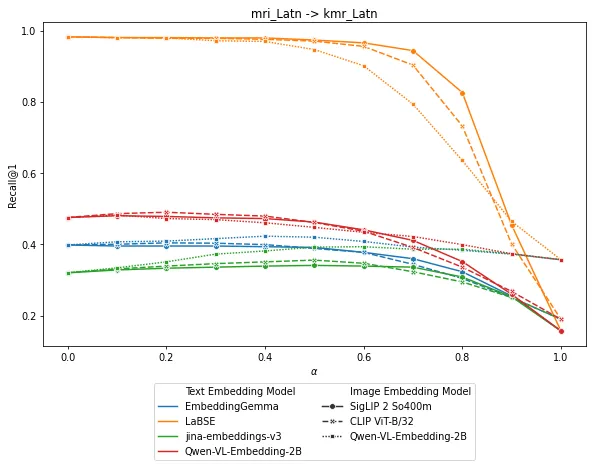 mri_Latn -> kmr_Latn
Recall@1
1.0
0.8
0.6
0.4
0.2
0.0 0.2 0.4 0.6 0.8 1.0
α
Text Embedding Model Image Embedding Model
EmbeddingGemma SigLIP 2 So400m
LaBSE CLIP ViT-B/32
jina-embeddings-v3 Qwen-VL-Embedding-2B
Qwen-VL-Embedding-2B